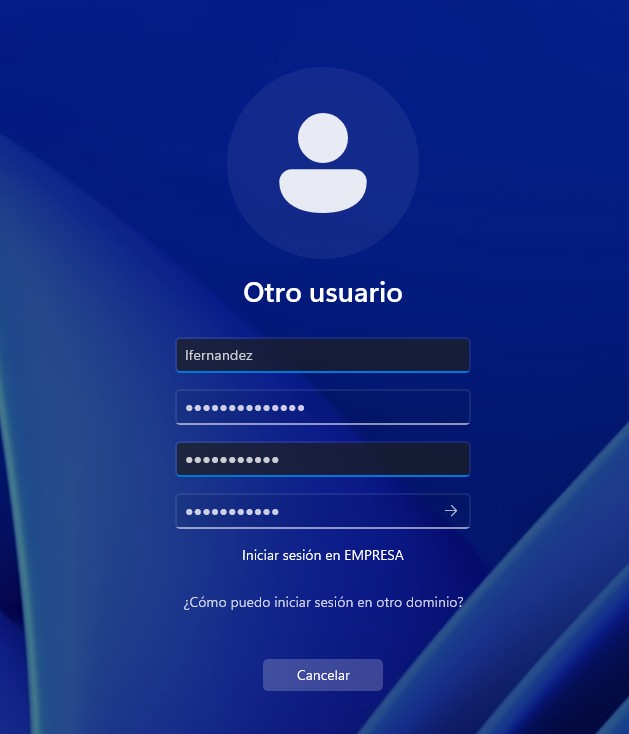 Otro usuario
lfernandez
●●●●●●●●●●●●●●
●●●●●●●●●●●
●●●●●●●●●●●
Iniciar sesión en EMPRESA
¿Cómo puedo iniciar sesión en otro dominio?
Cancelar